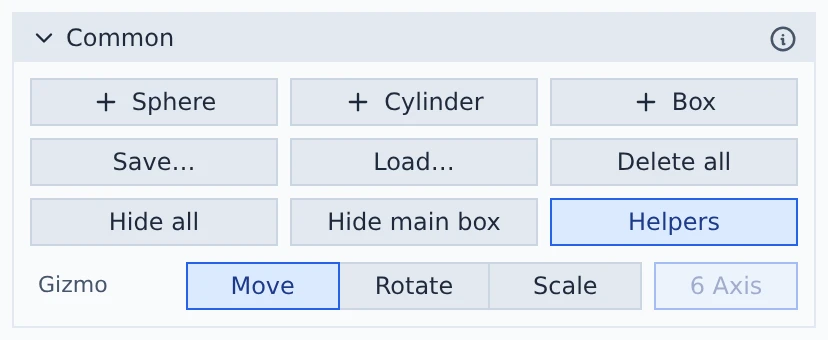 Common
+ Sphere + Cylinder + Box
Save... Load... Delete all
Hide all Hide main box Helpers
Gizmo Move Rotate Scale 6 Axis